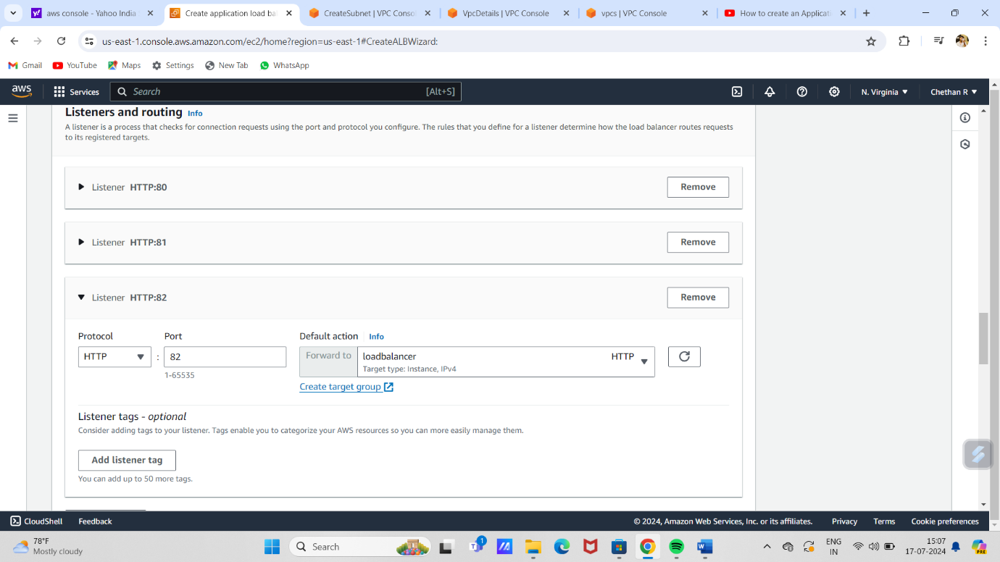 aws console - Yahoo India
Create application load ba
CreateSubnet | VPC Conso
VpcDetails | VPC Console
vpcs | VPC Console
How to create an Applicat
us-east-1.console.aws.amazon.com/ec2/home?region=us-east-1#CreateALBWizard:
Gmail
YouTube
Maps
Settings
New Tab
WhatsApp
aws
Services
Search
[Alt+S]
N. Virginia
Chethan R
Listeners and routing Info
A listener is a process that checks for connection requests using the port and protocol you configure. The rules that you define for a listener determine how the load balancer routes requests
to its registered targets.
Listener HTTP:80
Remove
Listener HTTP:81
Remove
Listener HTTP:82
Remove
Protocol
Port
Default action Info
HTTP
:
82
Forward to
loadbalancer
HTTP
Target type: Instance, IPv4
1-65535
Create target group
Listener tags - optional
Consider adding tags to your listener. Tags enable you to categorize your AWS resources so you can more easily manage them.
Add listener tag
You can add up to 50 more tags.
CloudShell
Feedback
© 2024, Amazon Web Services, Inc. or its affiliates.
Privacy
Terms
Cookie preferences
78°F
Mostly cloudy
Search
1
ENG
IN
15:07
17-07-2024
PRE